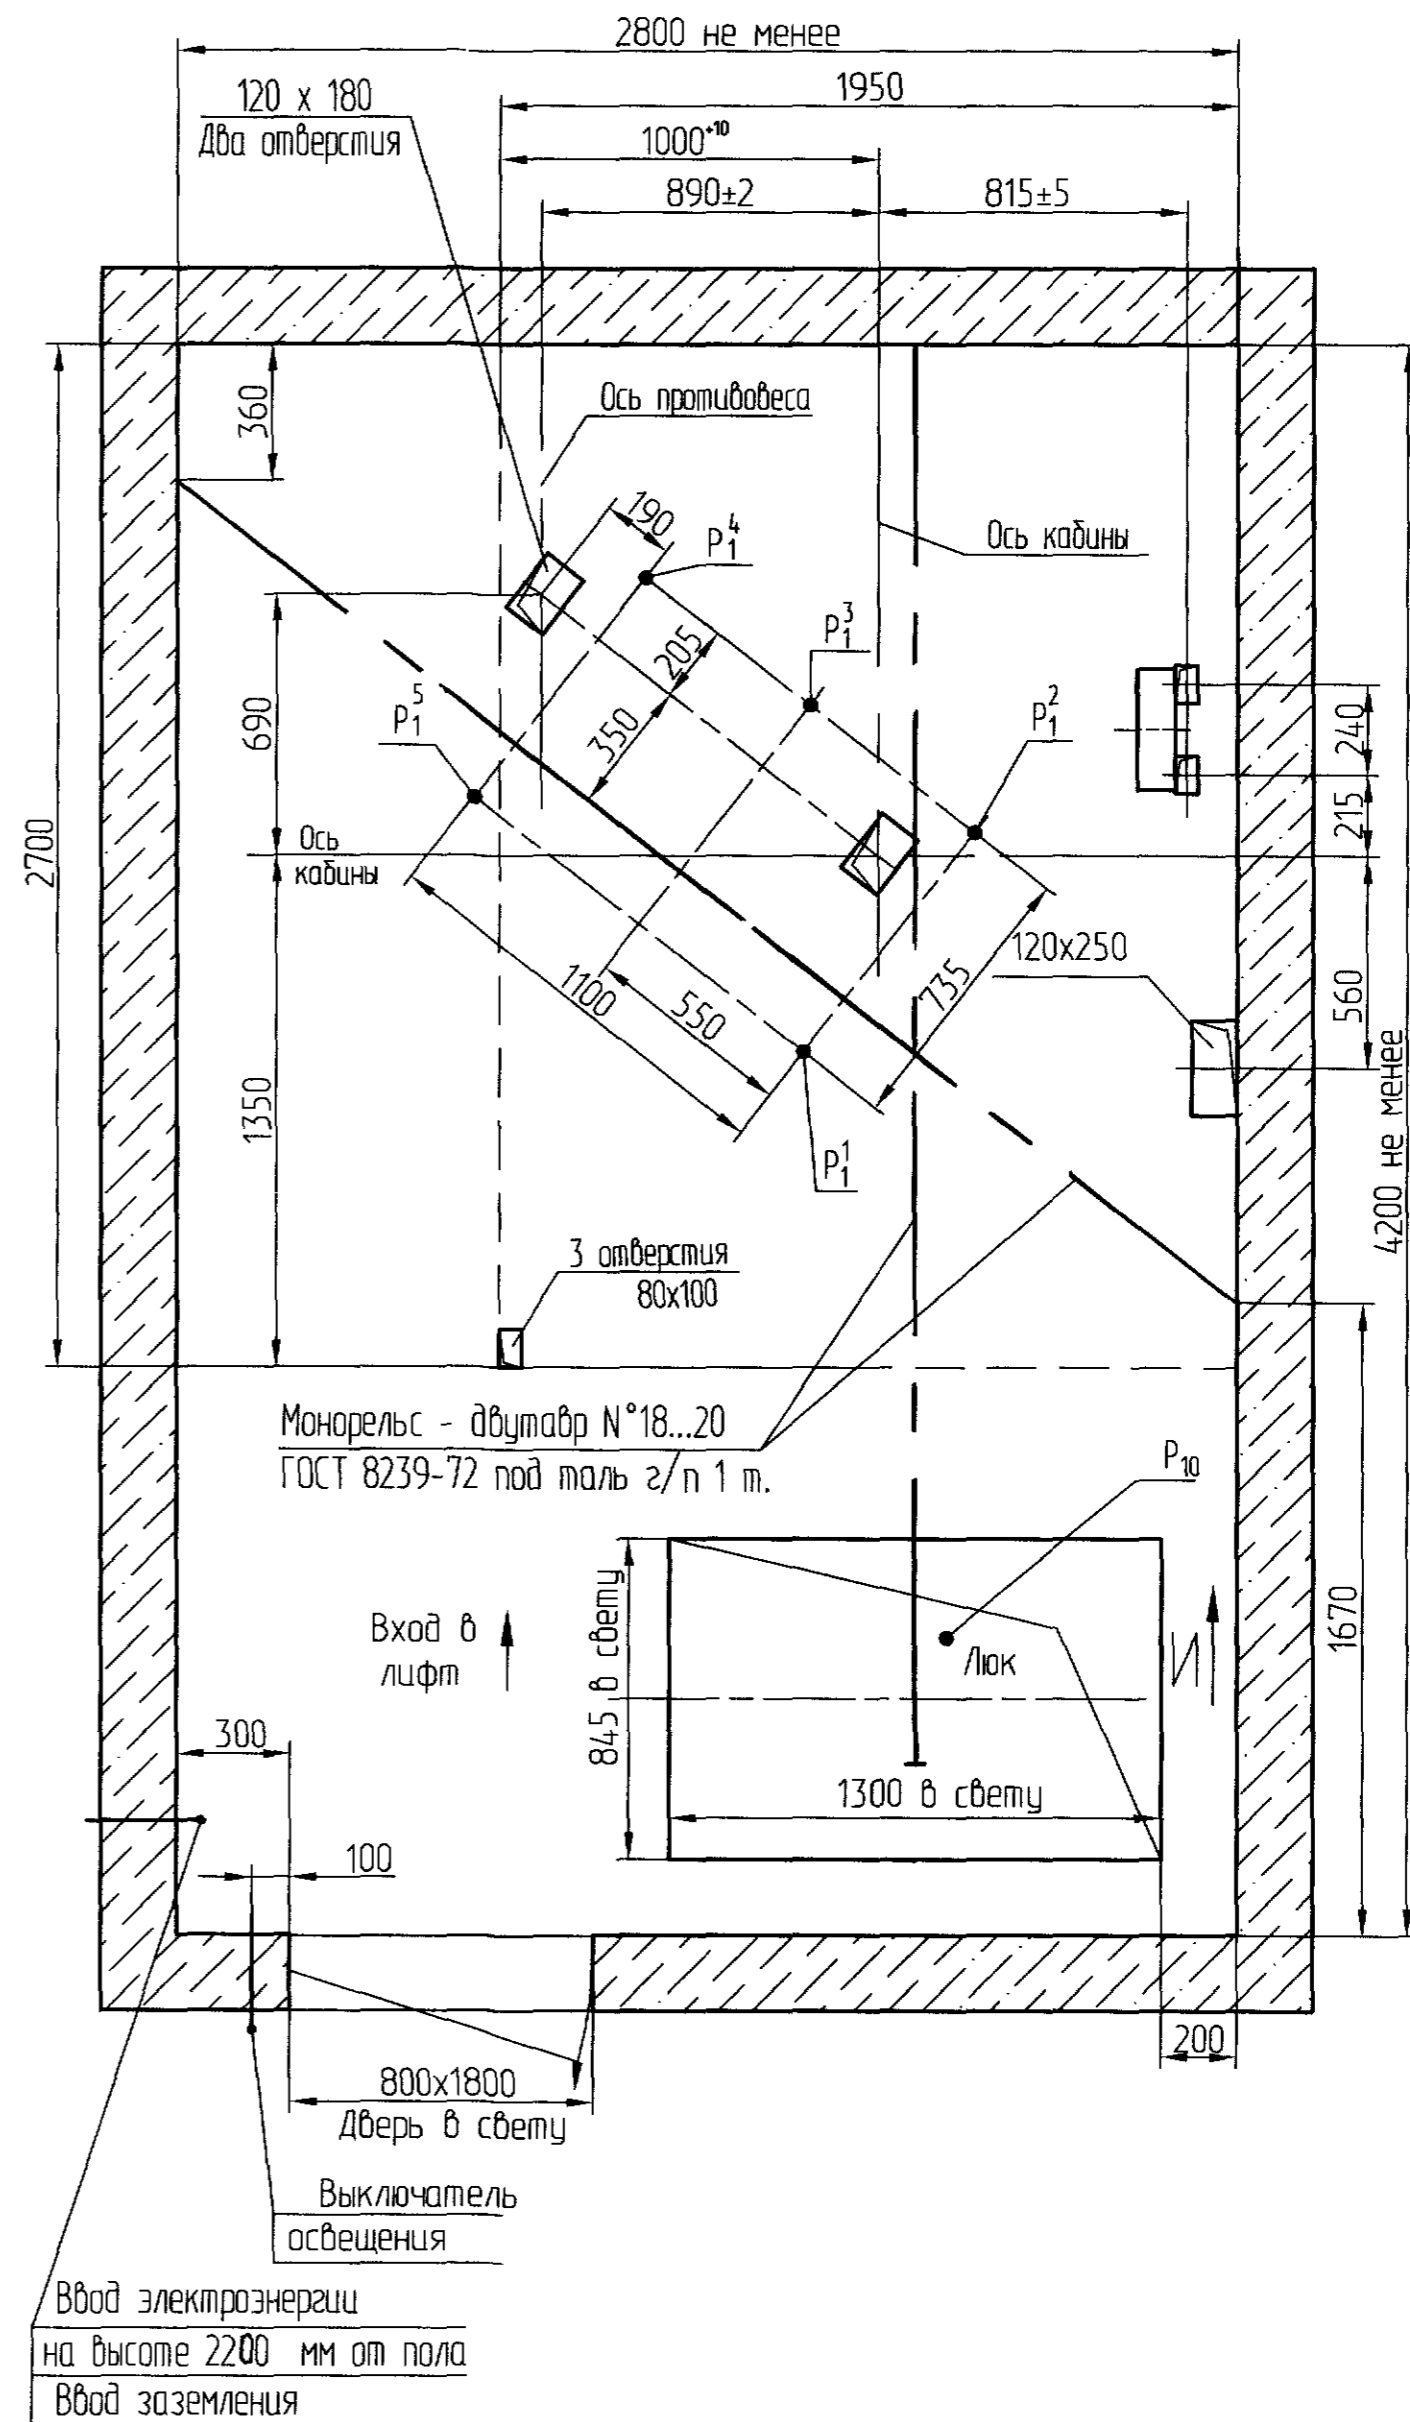 2800 не менее
1950
120 x 180
Два отверстия
1000⁺¹⁰
890±2
815±5
360
Ось противовеса
190
P₁⁴
Ось кабины
P₁³
205
350
P₁⁵
P₁²
690
240
215
2700
Ось
кабины
120x250
735
1100
550
560
1350
P₁¹
4200 не менее
3 отверстия
80x100
Монорельс - двутавр N°18...20
ГОСТ 8239-72 под таль г/п 1 т.
P₁₀
Вход в
лифт
845 в свету
Люк
И
1670
300
1300 в свету
100
200
800x1800
Дверь в свету
Выключатель
освещения
Ввод электроэнергии
на высоте 2200 мм от пола
Ввод заземления